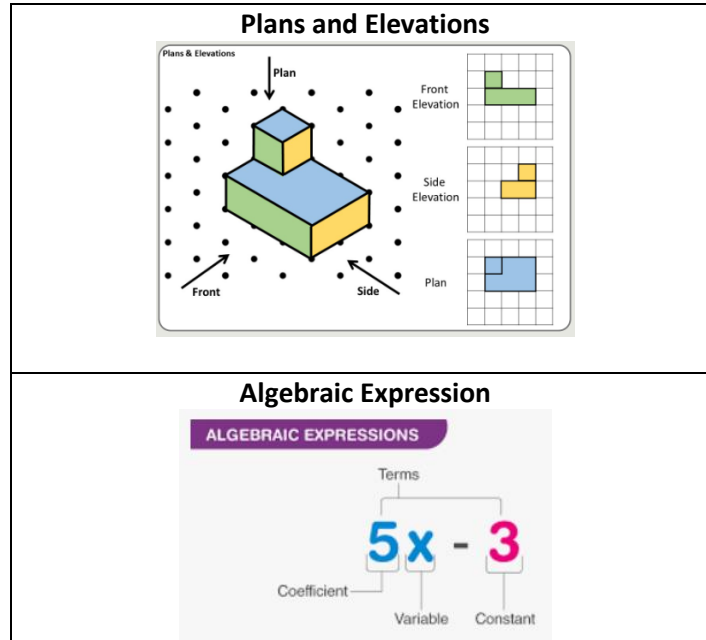 Plans and Elevations
Plans & Elevations
Plan
Front
Elevation
Side
Elevation
Plan
Front
Side
Algebraic Expression
ALGEBRAIC EXPRESSIONS
Terms
5x - 3
Coefficient
Variable
Constant